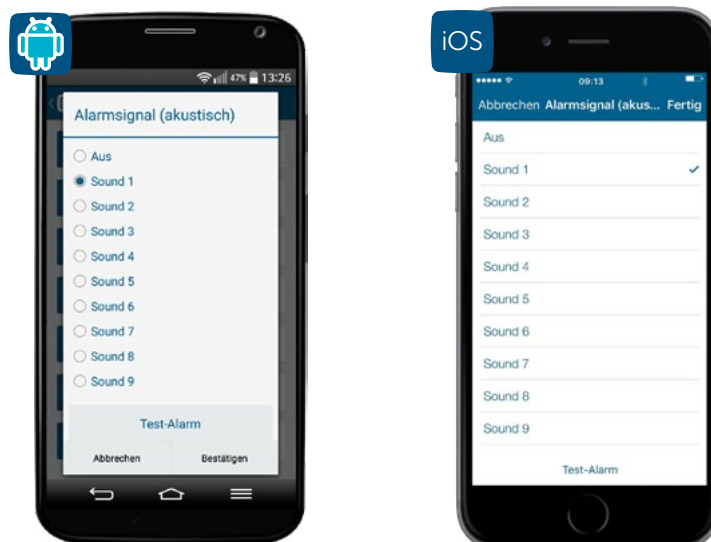 47% 13:26
Alarmsignal (akustisch)
Aus
Sound 1
Sound 2
Sound 3
Sound 4
Sound 5
Sound 6
Sound 7
Sound 8
Sound 9
Test-Alarm
Abbrechen Bestätigen
iOS
09:13
Abbrechen Alarmsignal (akus... Fertig
Aus
Sound 1
Sound 2
Sound 3
Sound 4
Sound 5
Sound 6
Sound 7
Sound 8
Sound 9
Test-Alarm